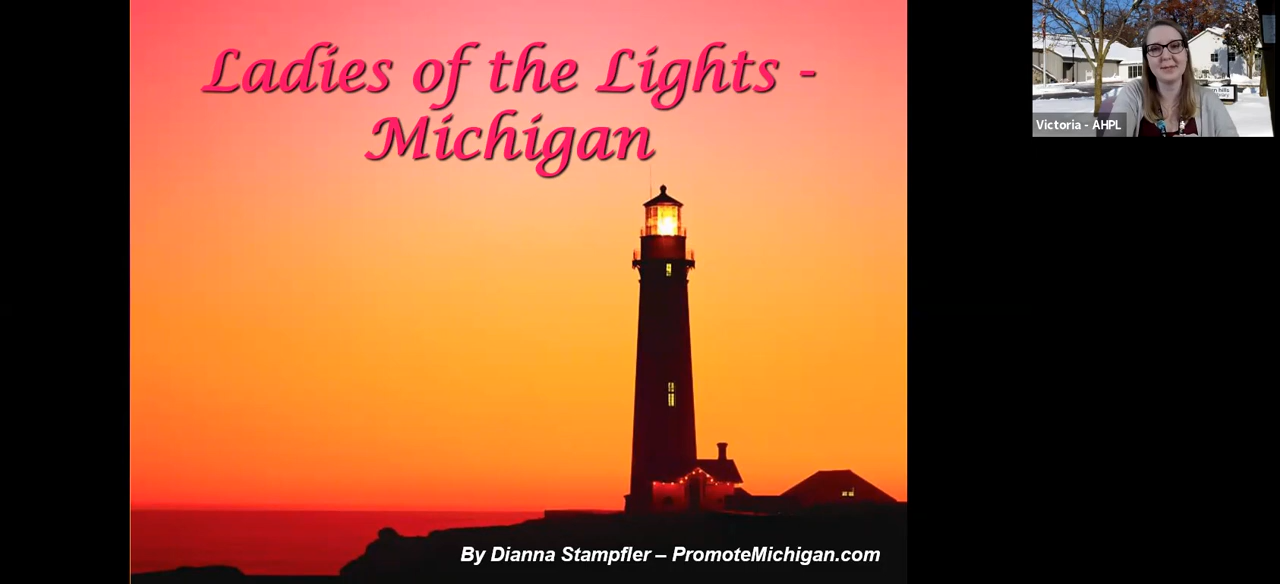 Ladies of the Lights -
Michigan
By Dianna Stampfler – PromoteMichigan.com
Victoria - AHPL